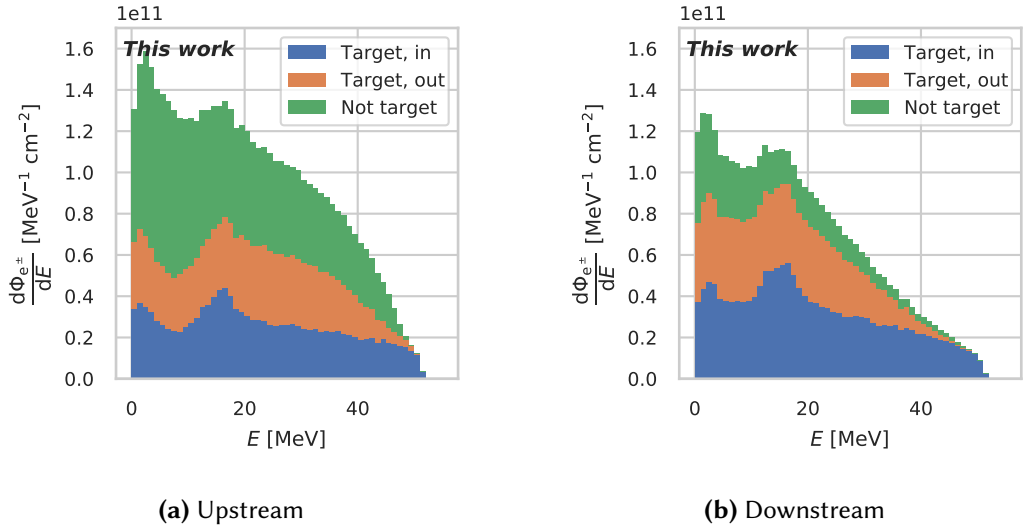 1e11
This work
Target, in
Target, out
Not target
1.6
1.4
1.2
1.0
0.8
0.6
0.4
0.2
0.0
dΦe± / dE [MeV−1 cm−2]
0 20 40
E [MeV]
(a) Upstream
1e11
This work
Target, in
Target, out
Not target
1.6
1.4
1.2
1.0
0.8
0.6
0.4
0.2
0.0
dΦe± / dE [MeV−1 cm−2]
0 20 40
E [MeV]
(b) Downstream